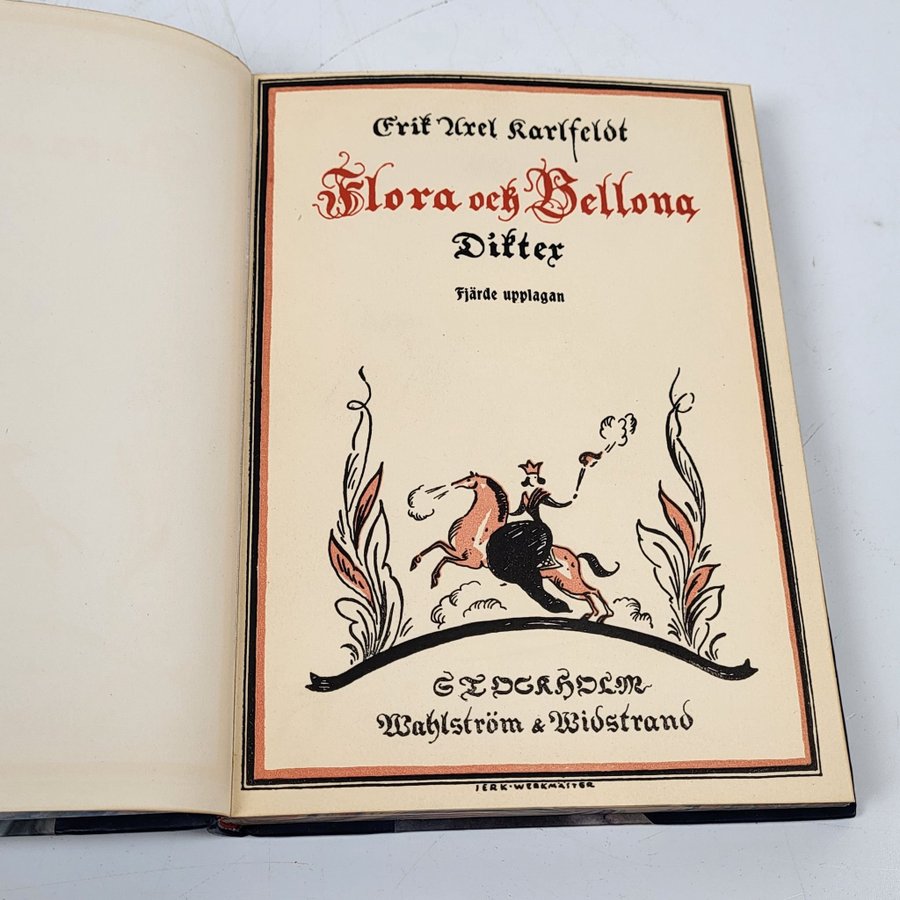 Erik Axel Karlfeldt
Flora och Bellona
Dikter
Fjärde upplagan
STOCKHOLM
Wahlström & Widstrand
JERK·WERKMÄSTER